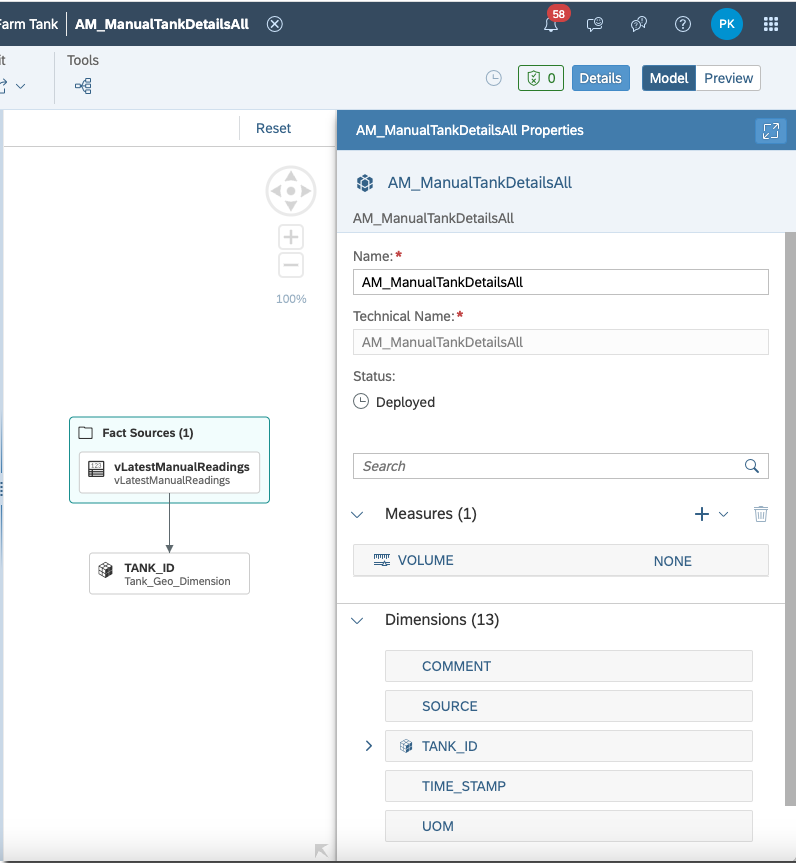 Farm Tank AM_ManualTankDetailsAll 58 PK
Tools
0 Details Model Preview
Reset
AM_ManualTankDetailsAll Properties
AM_ManualTankDetailsAll
AM_ManualTankDetailsAll
Name:*
AM_ManualTankDetailsAll
Technical Name:*
AM_ManualTankDetailsAll
Status:
Deployed
100%
Fact Sources (1)
123
vLatestManualReadings
vLatestManualReadings
TANK_ID
Tank_Geo_Dimension
Search
Measures (1)
VOLUME NONE
Dimensions (13)
COMMENT
SOURCE
TANK_ID
TIME_STAMP
UOM